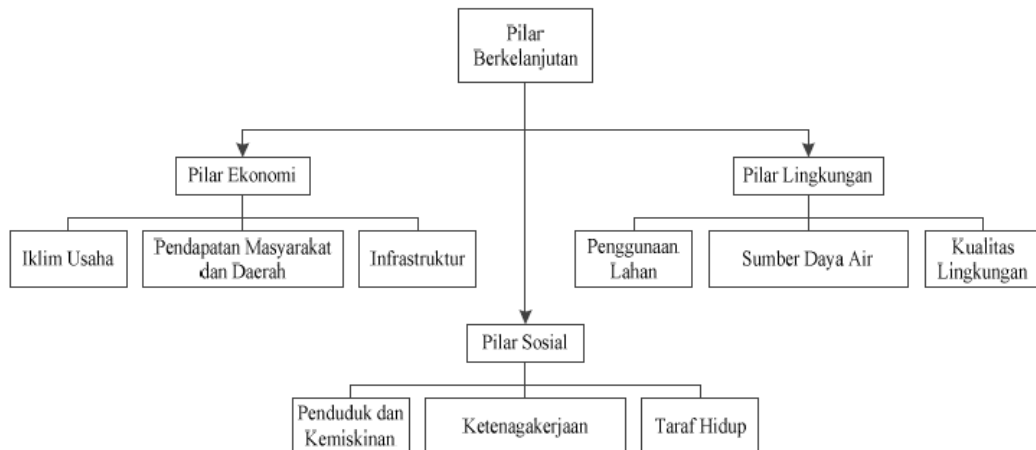 Pilar
Berkelanjutan
Pilar Ekonomi
Pilar Lingkungan
Iklim Usaha
Pendapatan Masyarakat
dan Daerah
Infrastruktur
Penggunaan
Lahan
Sumber Daya Air
Kualitas
Lingkungan
Pilar Sosial
Penduduk dan
Kemiskinan
Ketenagakerjaan
Taraf Hidup